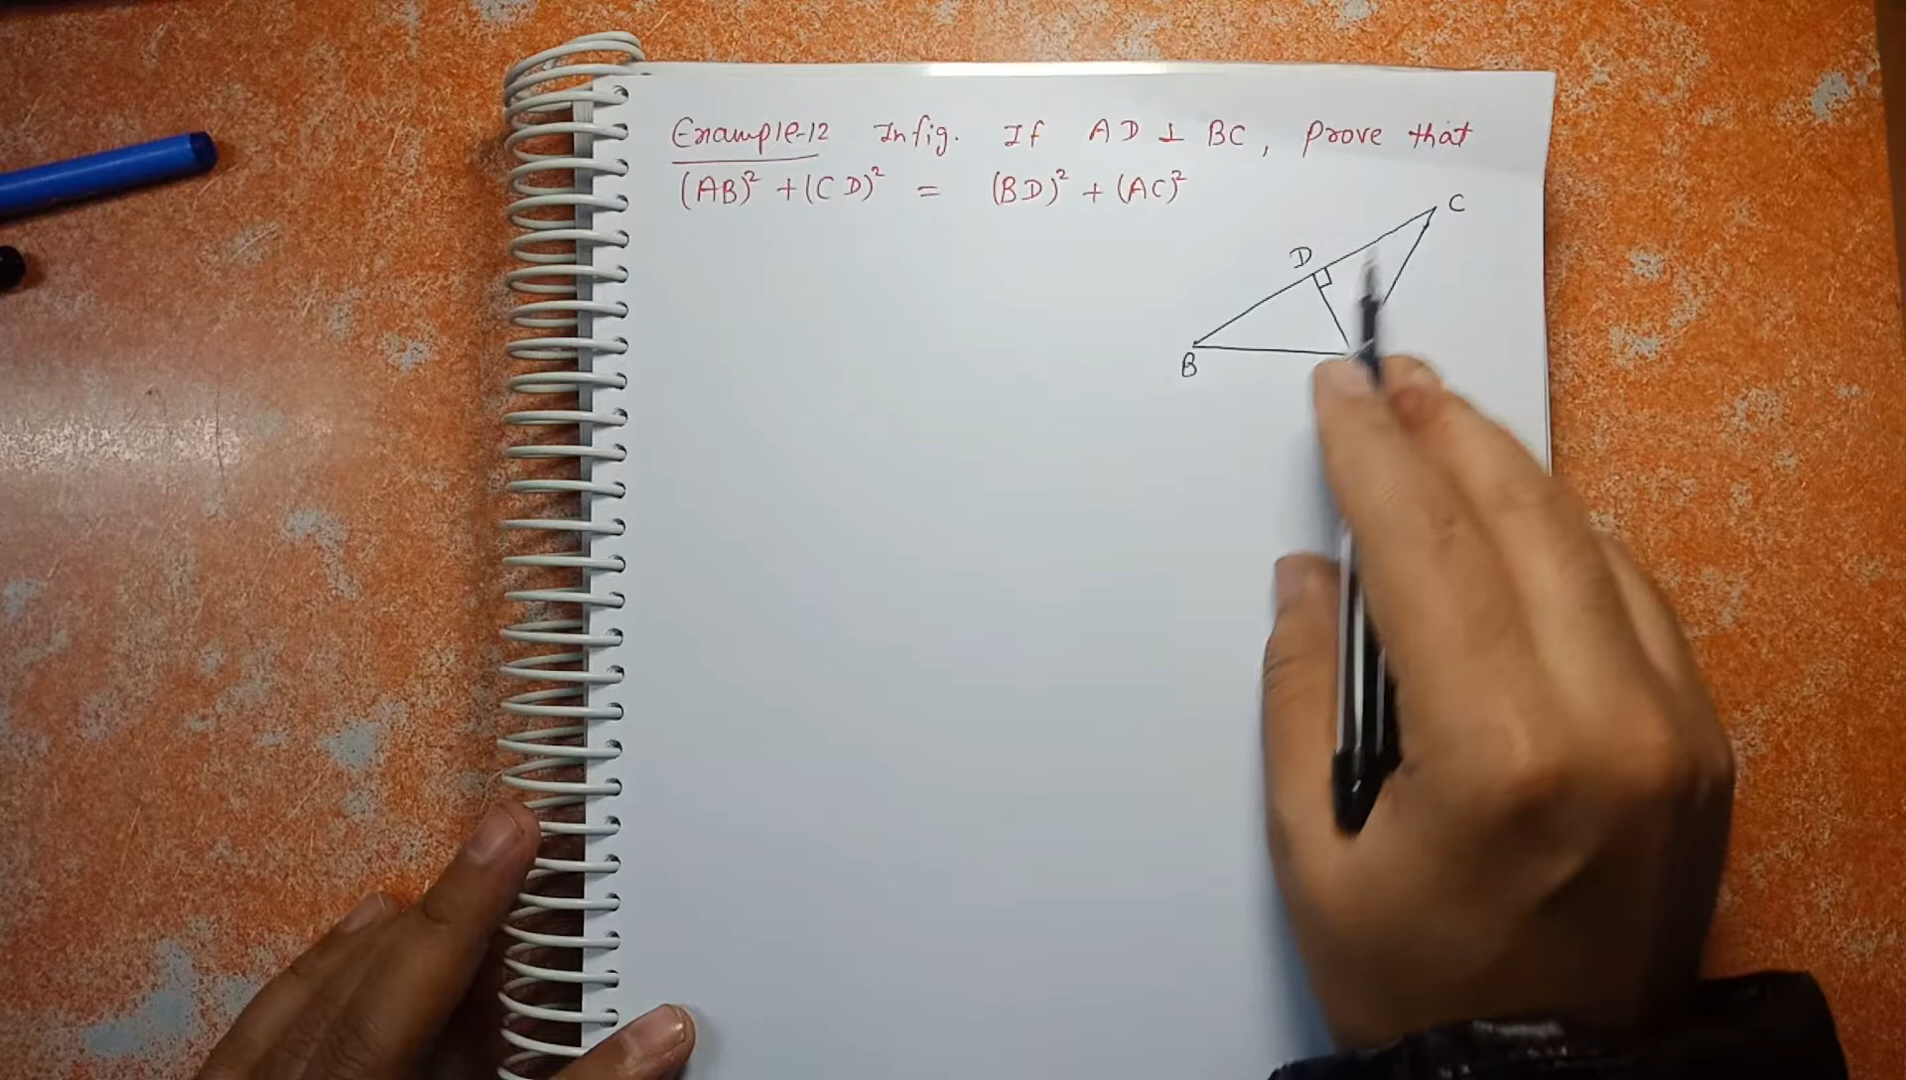 Example-12 In fig. If AD ⊥ BC, Prove that
(AB)² + (CD)² = (BD)² + (AC)²
C
D
B